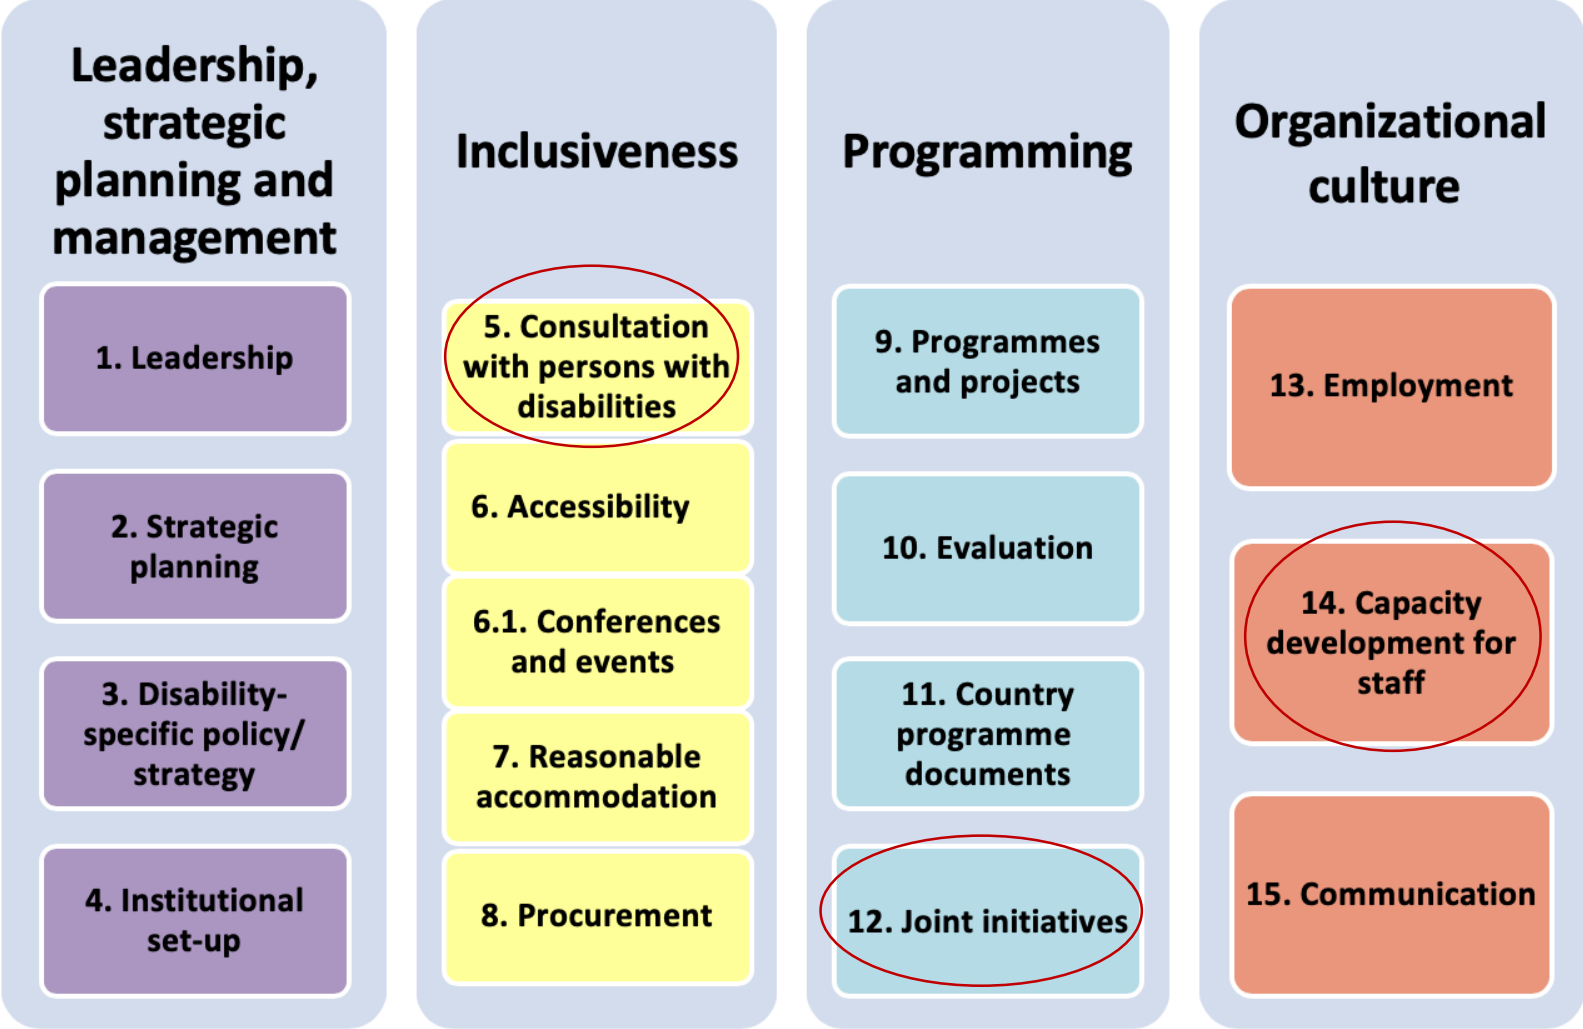 Leadership,
strategic
planning and
management
1. Leadership
2. Strategic
planning
3. Disability-
specific policy/
strategy
4. Institutional
set-up
Inclusiveness
5. Consultation
with persons with
disabilities
6. Accessibility
6.1. Conferences
and events
7. Reasonable
accommodation
8. Procurement
Programming
9. Programmes
and projects
10. Evaluation
11. Country
programme
documents
12. Joint initiatives
Organizational
culture
13. Employment
14. Capacity
development for
staff
15. Communication